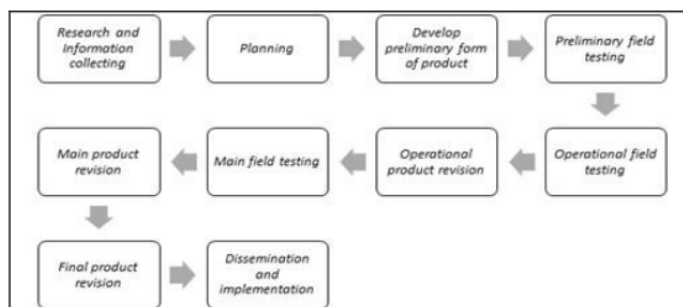 Research and
Information
collecting
Planning
Develop
preliminary form
of product
Preliminary field
testing
Operational field
testing
Operational
product revision
Main field testing
Main product
revision
Final product
revision
Dissemination
and
implementation